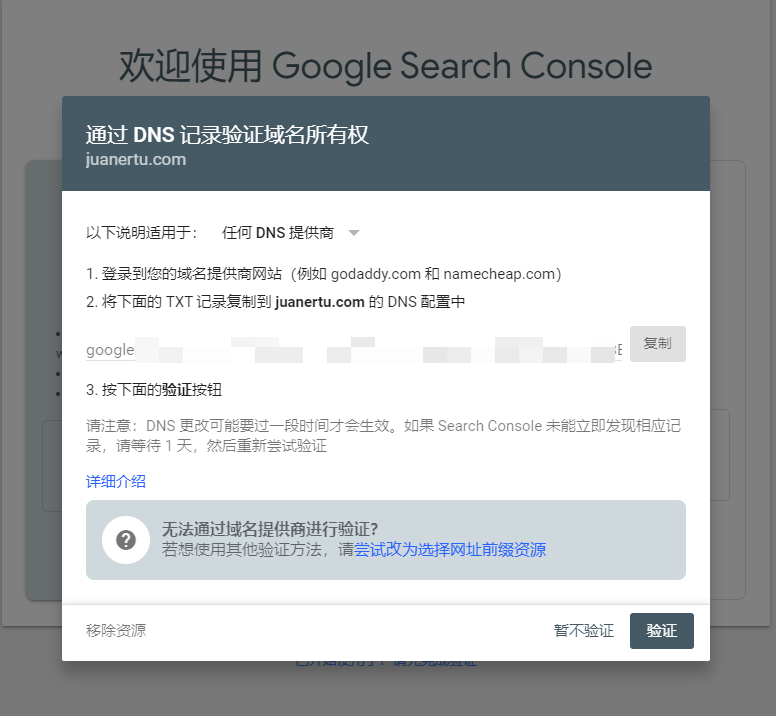 欢迎使用 Google Search Console
通过 DNS 记录验证域名所有权
juanertu.com
以下说明适用于： 任何 DNS 提供商
1. 登录到您的域名提供商网站（例如 godaddy.com 和 namecheap.com）
2. 将下面的 TXT 记录复制到 juanertu.com 的 DNS 配置中
google
复制
3. 按下面的验证按钮
请注意：DNS 更改可能要过一段时间才会生效。如果 Search Console 未能立即发现相应记
录，请等待 1 天，然后重新尝试验证
详细介绍
无法通过域名提供商进行验证?
若想使用其他验证方法，请尝试改为选择网址前缀资源
移除资源
暂不验证
验证